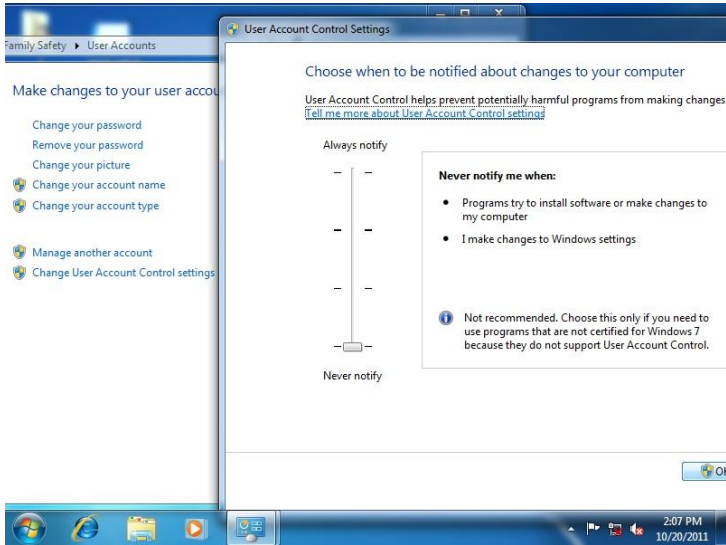 User Account Control Settings
Family Safety ▸ User Accounts
Make changes to your user accou
Change your password
Remove your password
Change your picture
Change your account name
Change your account type
Manage another account
Change User Account Control settings
Choose when to be notified about changes to your computer
User Account Control helps prevent potentially harmful programs from making changes
Tell me more about User Account Control settings
Always notify
Never notify me when:
• Programs try to install software or make changes to
my computer
• I make changes to Windows settings
Not recommended. Choose this only if you need to
use programs that are not certified for Windows 7
because they do not support User Account Control.
Never notify
OK
2:07 PM
10/20/2011